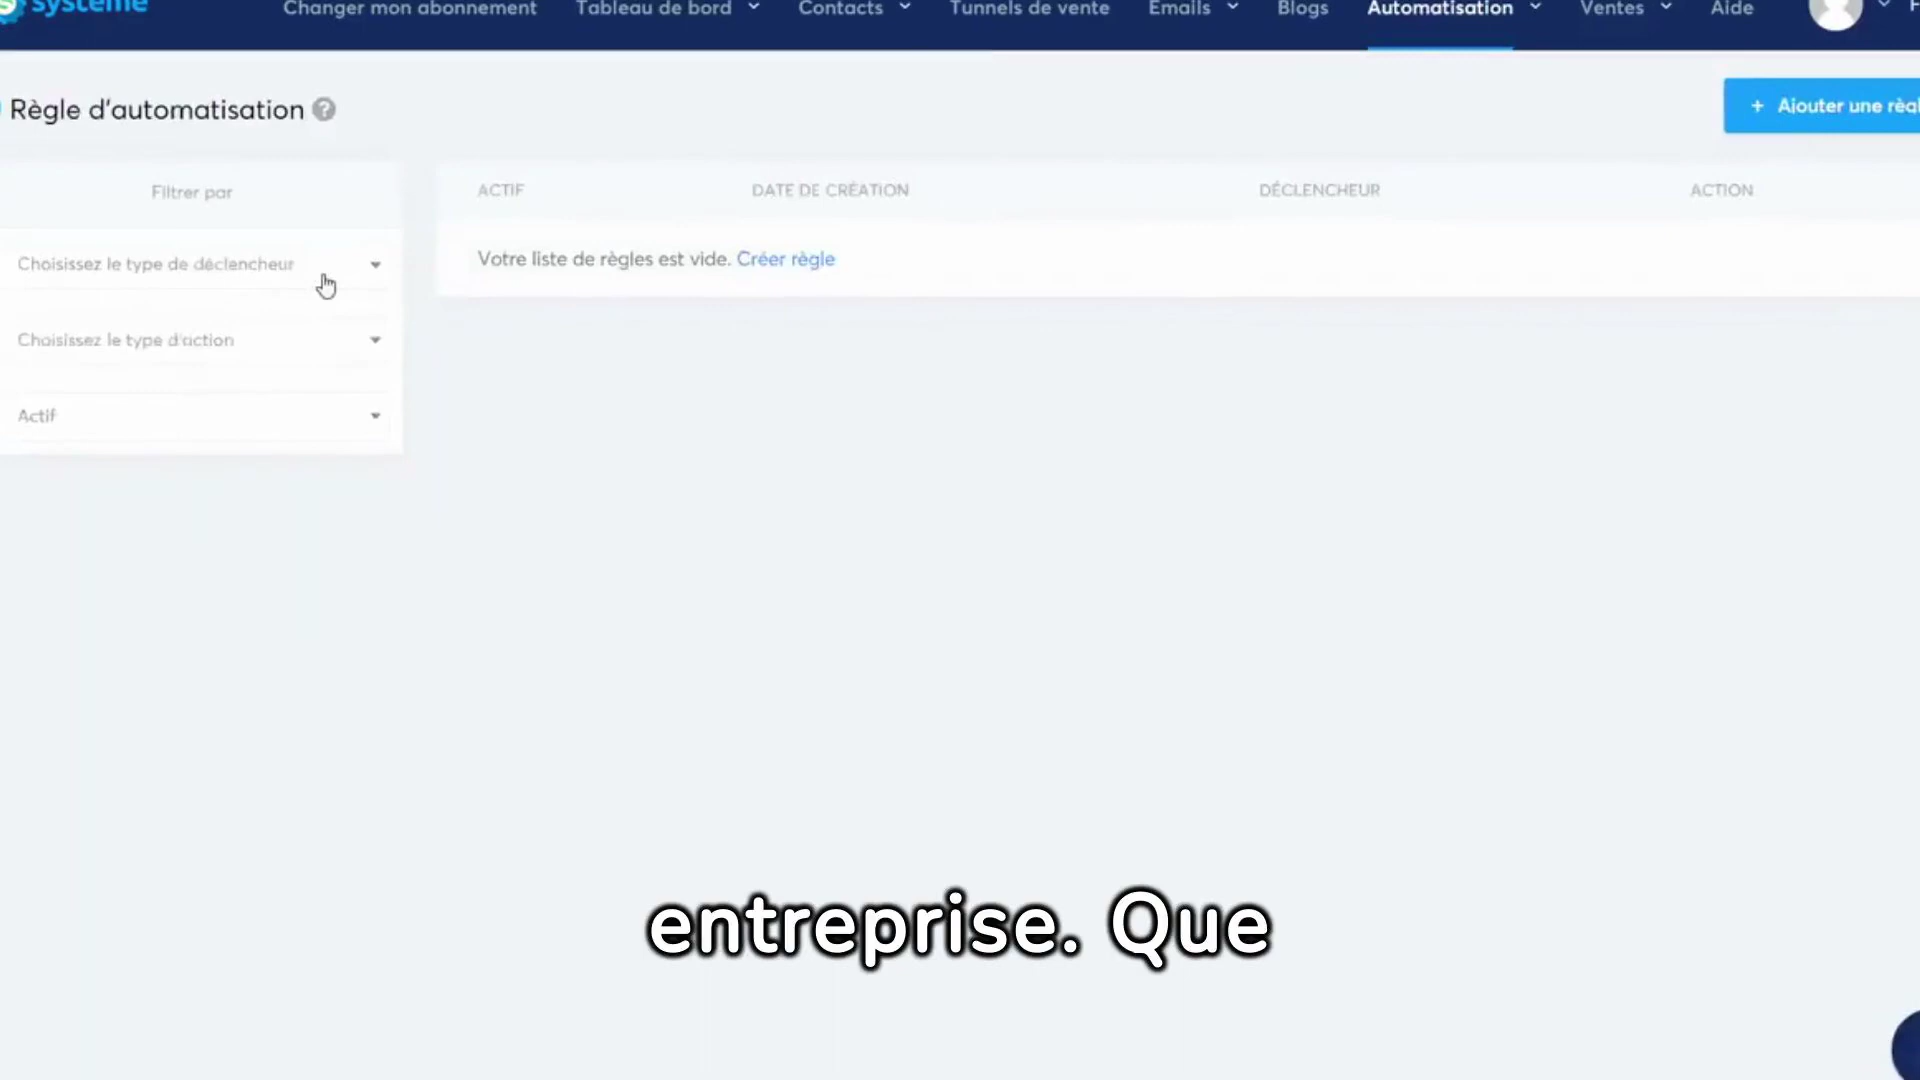 systeme
Changer mon abonnement Tableau de bord Contacts Tunnels de vente Emails Blogs Automatisation Ventes Aide
Règle d'automatisation ?
+ Ajouter une
Filtrer par
ACTIF DATE DE CRÉATION DÉCLENCHEUR ACTION
Choisissez le type de déclencheur
Votre liste de règles est vide. Créer règle
Choisissez le type d'action
Actif
entreprise. Que